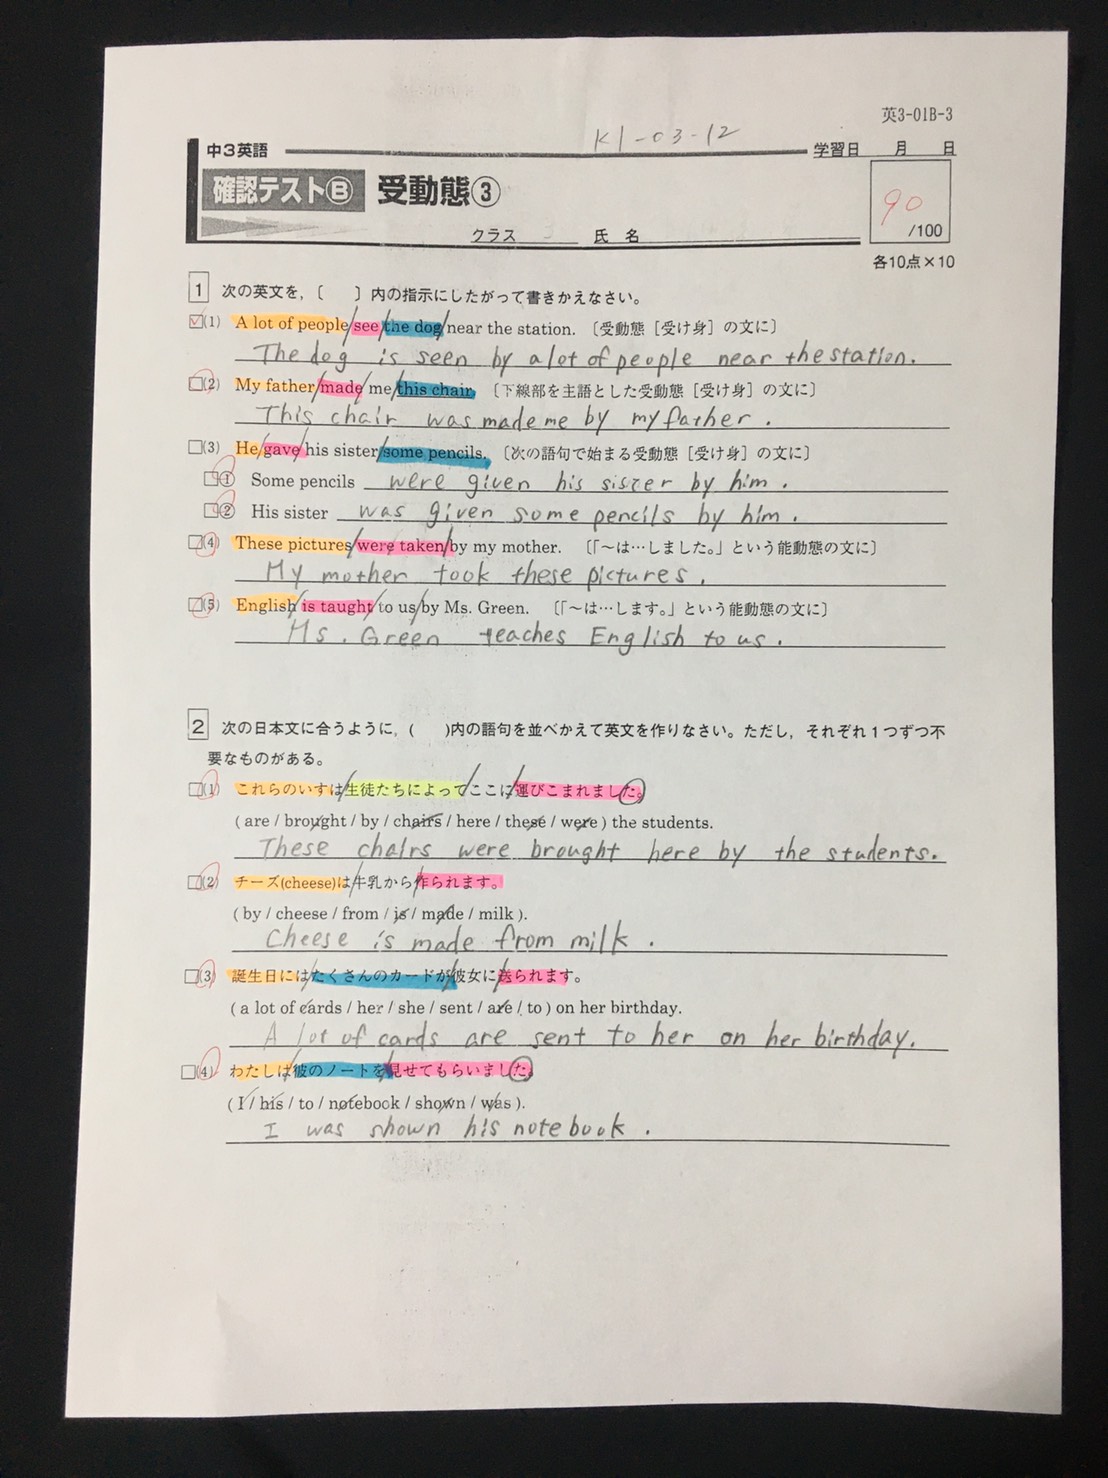 英3-01B-3
K1-03-12
中3英語 学習日 月 日
確認テストⒷ 受動態③
90
/100
クラス 3 氏名
各10点×10
1 次の英文を,〔 〕内の指示にしたがって書きかえなさい。
□(1) A lot of people/see/the dog/near the station. 〔受動態［受け身］の文に〕
The dog is seen by a lot of people near the station.
□(2) My father/made/me/this chair. 〔下線部を主語とした受動態［受け身］の文に〕
This chair was made me by my father.
□(3) He/gave/his sister/some pencils. 〔次の語句で始まる受動態［受け身］の文に〕
□① Some pencils were given his sister by him.
□② His sister was given some pencils by him.
□(4) These pictures/were taken/by my mother. 〔「～は…しました。」という能動態の文に〕
My mother took these pictures.
□(5) English/is taught/to us/by Ms. Green. 〔「～は…します。」という能動態の文に〕
Ms. Green teaches English to us.
2 次の日本文に合うように,( )内の語句を並べかえて英文を作りなさい。ただし,それぞれ1つずつ不
要なものがある。
□(1) これらのいすは/生徒たちによって/ここに/運びこまれました。
( are / brought / by / chairs / here / these / were ) the students.
These chairs were brought here by the students.
□(2) チーズ(cheese)は/牛乳から/作られます。
( by / cheese / from / is / made / milk ).
Cheese is made from milk.
□(3) 誕生日には/たくさんのカードが/彼女に/送られます。
( a lot of cards / her / she / sent / are / to ) on her birthday.
A lot of cards are sent to her on her birthday.
□(4) わたしは/彼のノートを/見せてもらいました。
( I / his / to / notebook / shown / was ).
I was shown his notebook.